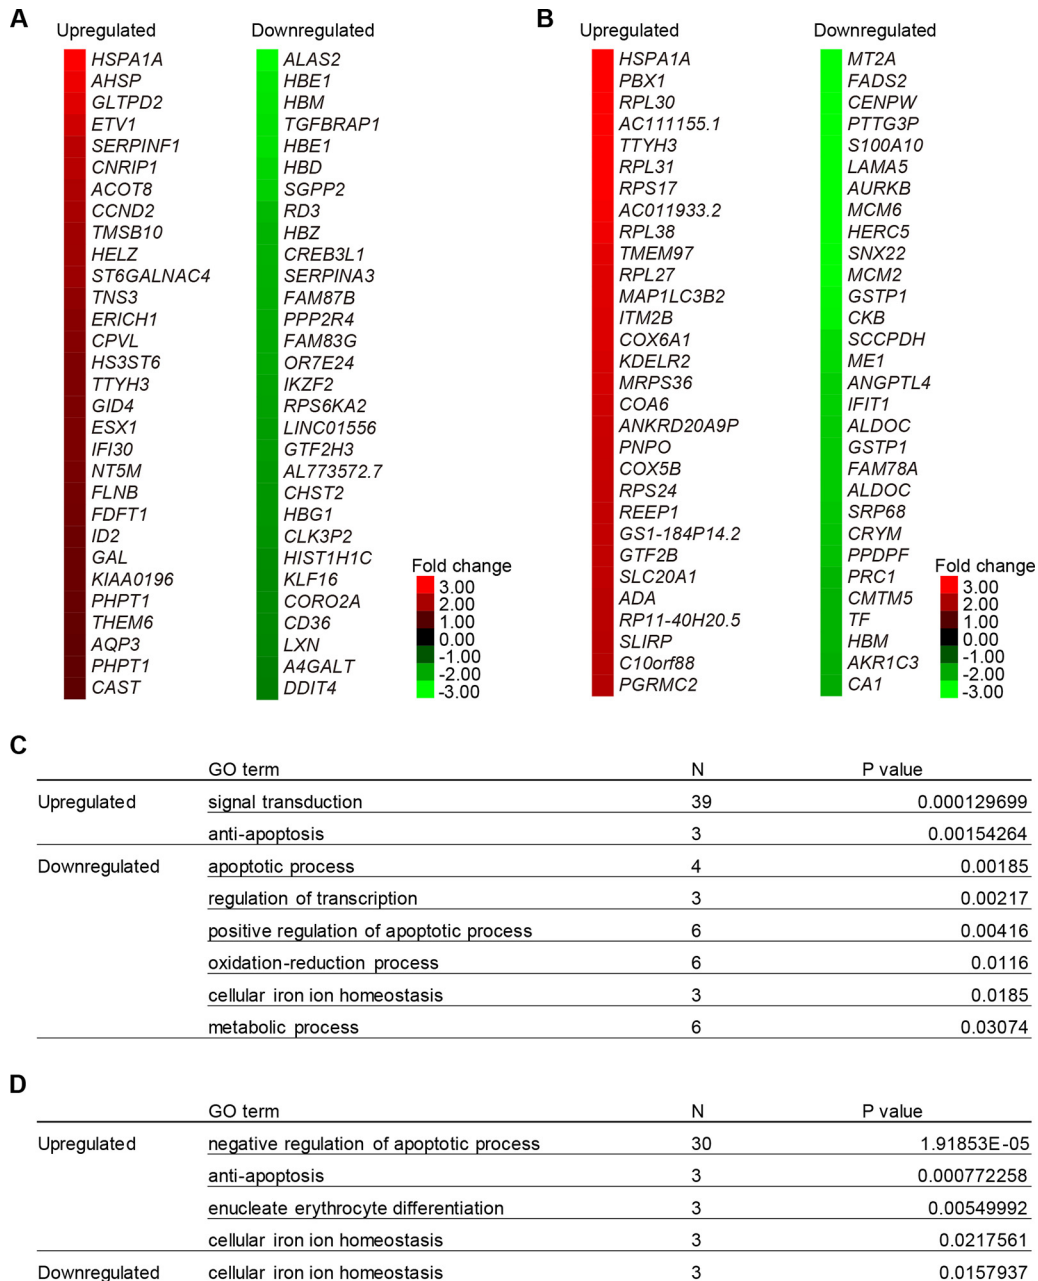 A
Upregulated
HSPA1A
AHSP
GLTPD2
ETV1
SERPINF1
CNRIP1
ACOT8
CCND2
TMSB10
HELZ
ST6GALNAC4
TNS3
ERICH1
CPVL
HS3ST6
TTYH3
GID4
ESX1
IFI30
NT5M
FLNB
FDFT1
ID2
GAL
KIAA0196
PHPT1
THEM6
AQP3
PHPT1
CAST
Downregulated
ALAS2
HBE1
HBM
TGFBRAP1
HBE1
HBD
SGPP2
RD3
HBZ
CREB3L1
SERPINA3
FAM87B
PPP2R4
FAM83G
OR7E24
IKZF2
RPS6KA2
LINC01556
GTF2H3
AL773572.7
CHST2
HBG1
CLK3P2
HIST1H1C
KLF16
CORO2A
CD36
LXN
A4GALT
DDIT4
Fold change
3.00
2.00
1.00
0.00
-1.00
-2.00
-3.00
B
Upregulated
HSPA1A
PBX1
RPL30
AC111155.1
TTYH3
RPL31
RPS17
AC011933.2
RPL38
TMEM97
RPL27
MAP1LC3B2
ITM2B
COX6A1
KDELR2
MRPS36
COA6
ANKRD20A9P
PNPO
COX5B
RPS24
REEP1
GS1-184P14.2
GTF2B
SLC20A1
ADA
RP11-40H20.5
SLIRP
C10orf88
PGRMC2
Downregulated
MT2A
FADS2
CENPW
PTTG3P
S100A10
LAMA5
AURKB
MCM6
HERC5
SNX22
MCM2
GSTP1
CKB
SCCPDH
ME1
ANGPTL4
IFIT1
ALDOC
GSTP1
FAM78A
ALDOC
SRP68
CRYM
PPDPF
PRC1
CMTM5
TF
HBM
AKR1C3
CA1
Fold change
3.00
2.00
1.00
0.00
-1.00
-2.00
-3.00
C
GO term N P value
Upregulated signal transduction 39 0.000129699
anti-apoptosis 3 0.00154264
Downregulated apoptotic process 4 0.00185
regulation of transcription 3 0.00217
positive regulation of apoptotic process 6 0.00416
oxidation-reduction process 6 0.0116
cellular iron ion homeostasis 3 0.0185
metabolic process 6 0.03074
D
GO term N P value
Upregulated negative regulation of apoptotic process 30 1.91853E-05
anti-apoptosis 3 0.000772258
enucleate erythrocyte differentiation 3 0.00549992
cellular iron ion homeostasis 3 0.0217561
Downregulated cellular iron ion homeostasis 3 0.0157937